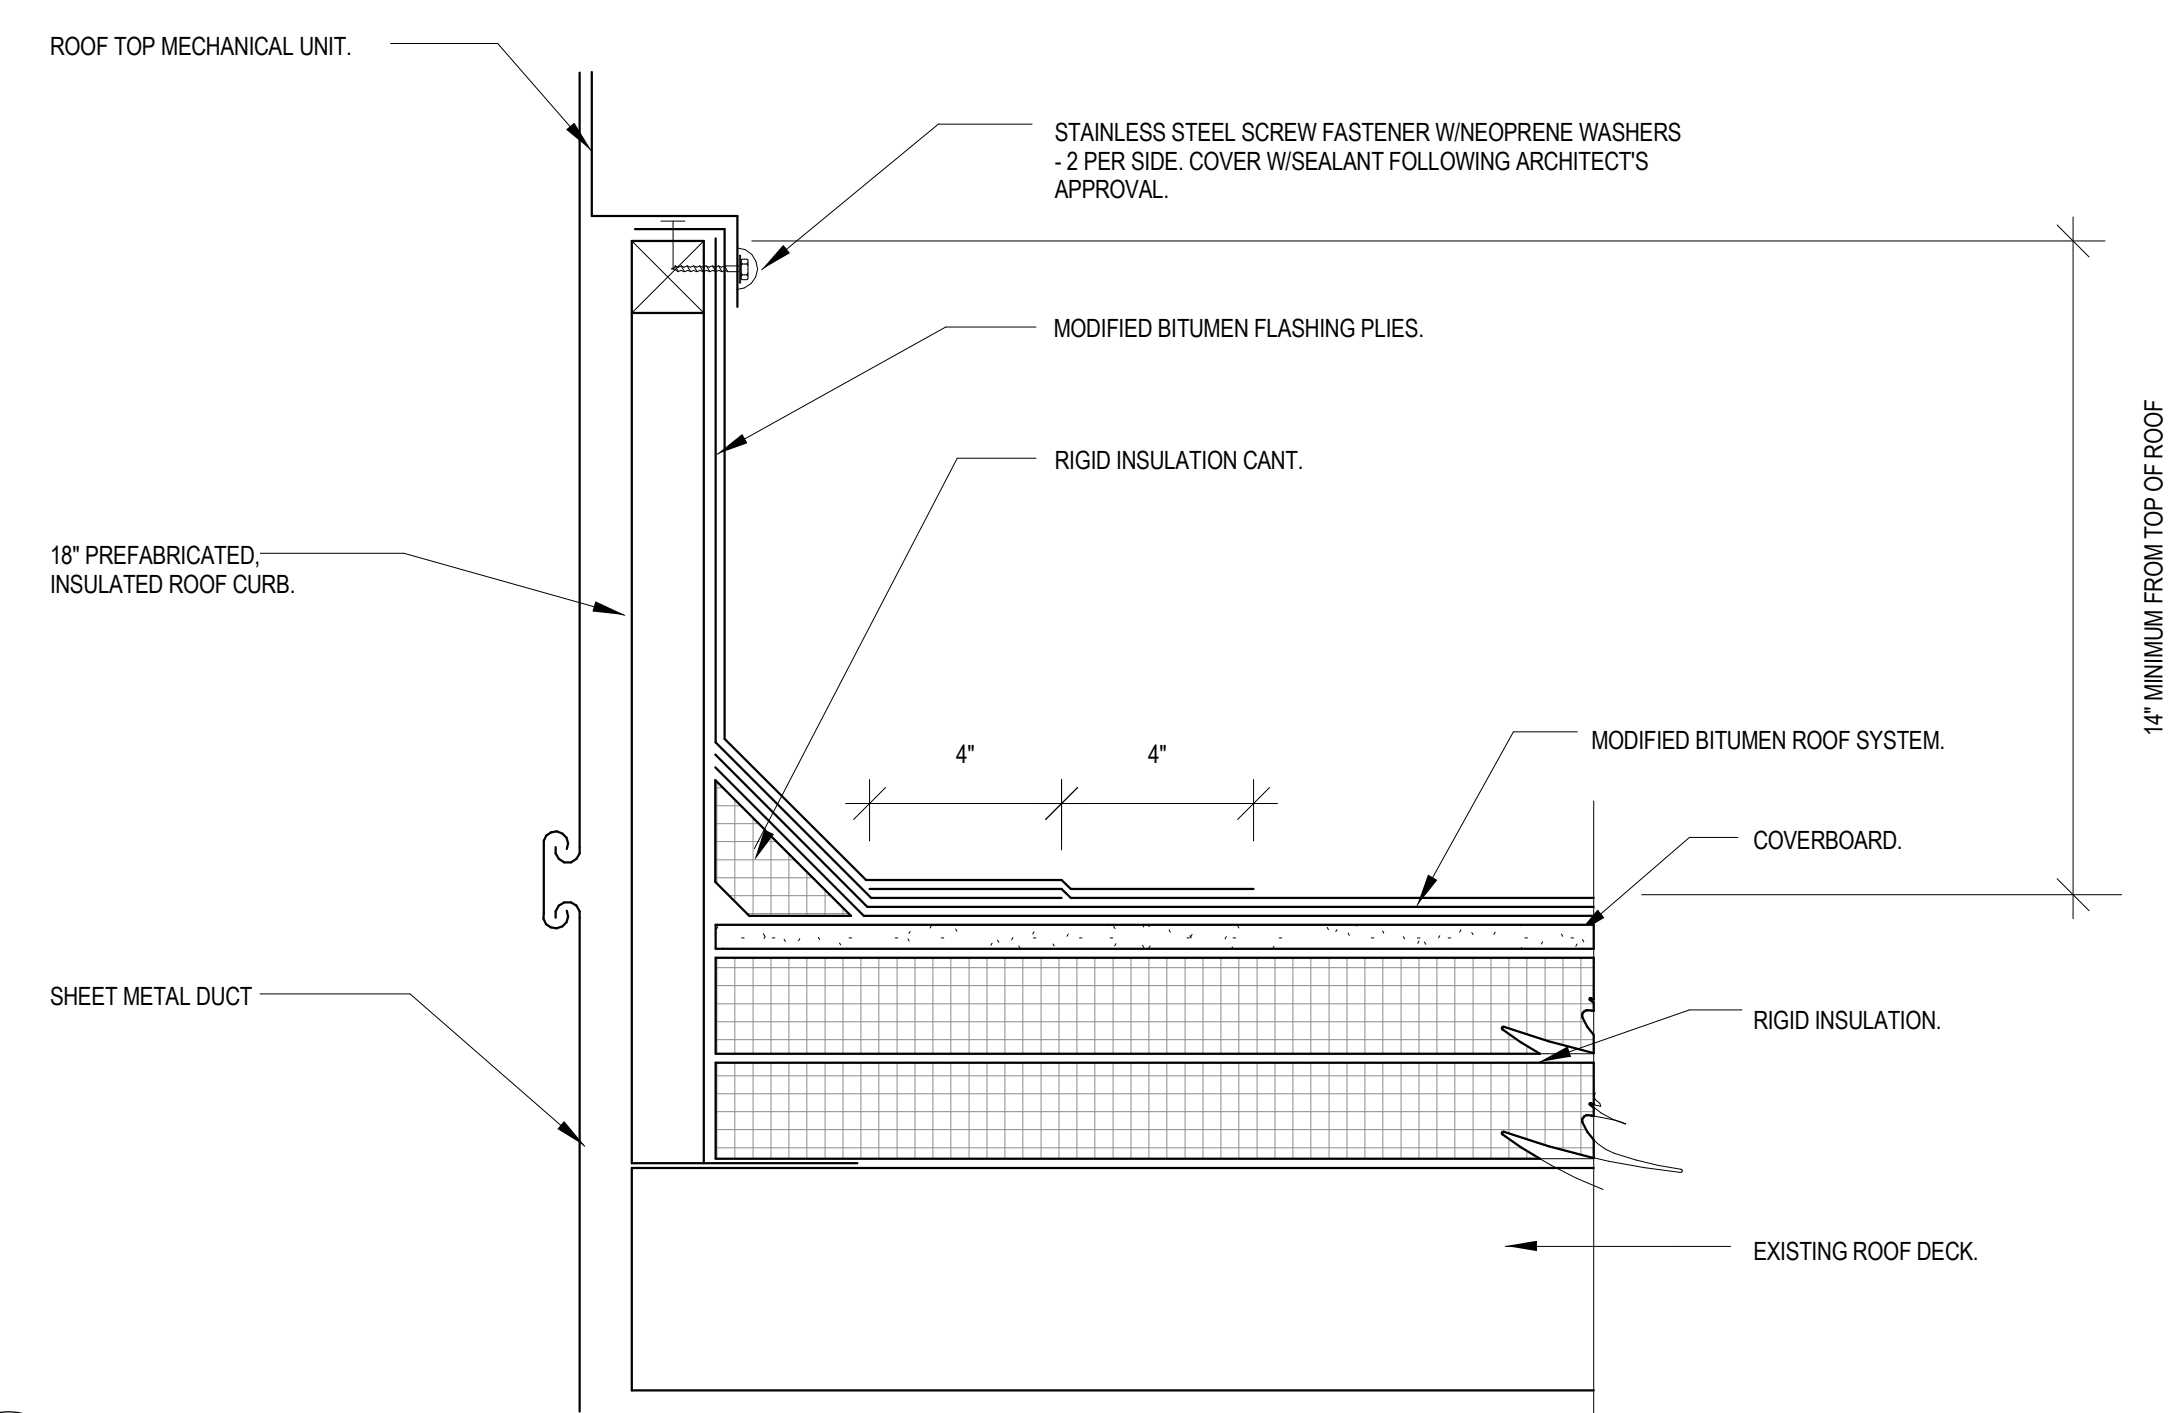 ROOF TOP MECHANICAL UNIT.
STAINLESS STEEL SCREW FASTENER W/NEOPRENE WASHERS
- 2 PER SIDE. COVER W/SEALANT FOLLOWING ARCHITECT'S
APPROVAL.
MODIFIED BITUMEN FLASHING PLIES.
RIGID INSULATION CANT.
18" PREFABRICATED,
INSULATED ROOF CURB.
14" MINIMUM FROM TOP OF ROOF
4"
4"
MODIFIED BITUMEN ROOF SYSTEM.
COVERBOARD.
SHEET METAL DUCT
RIGID INSULATION.
EXISTING ROOF DECK.